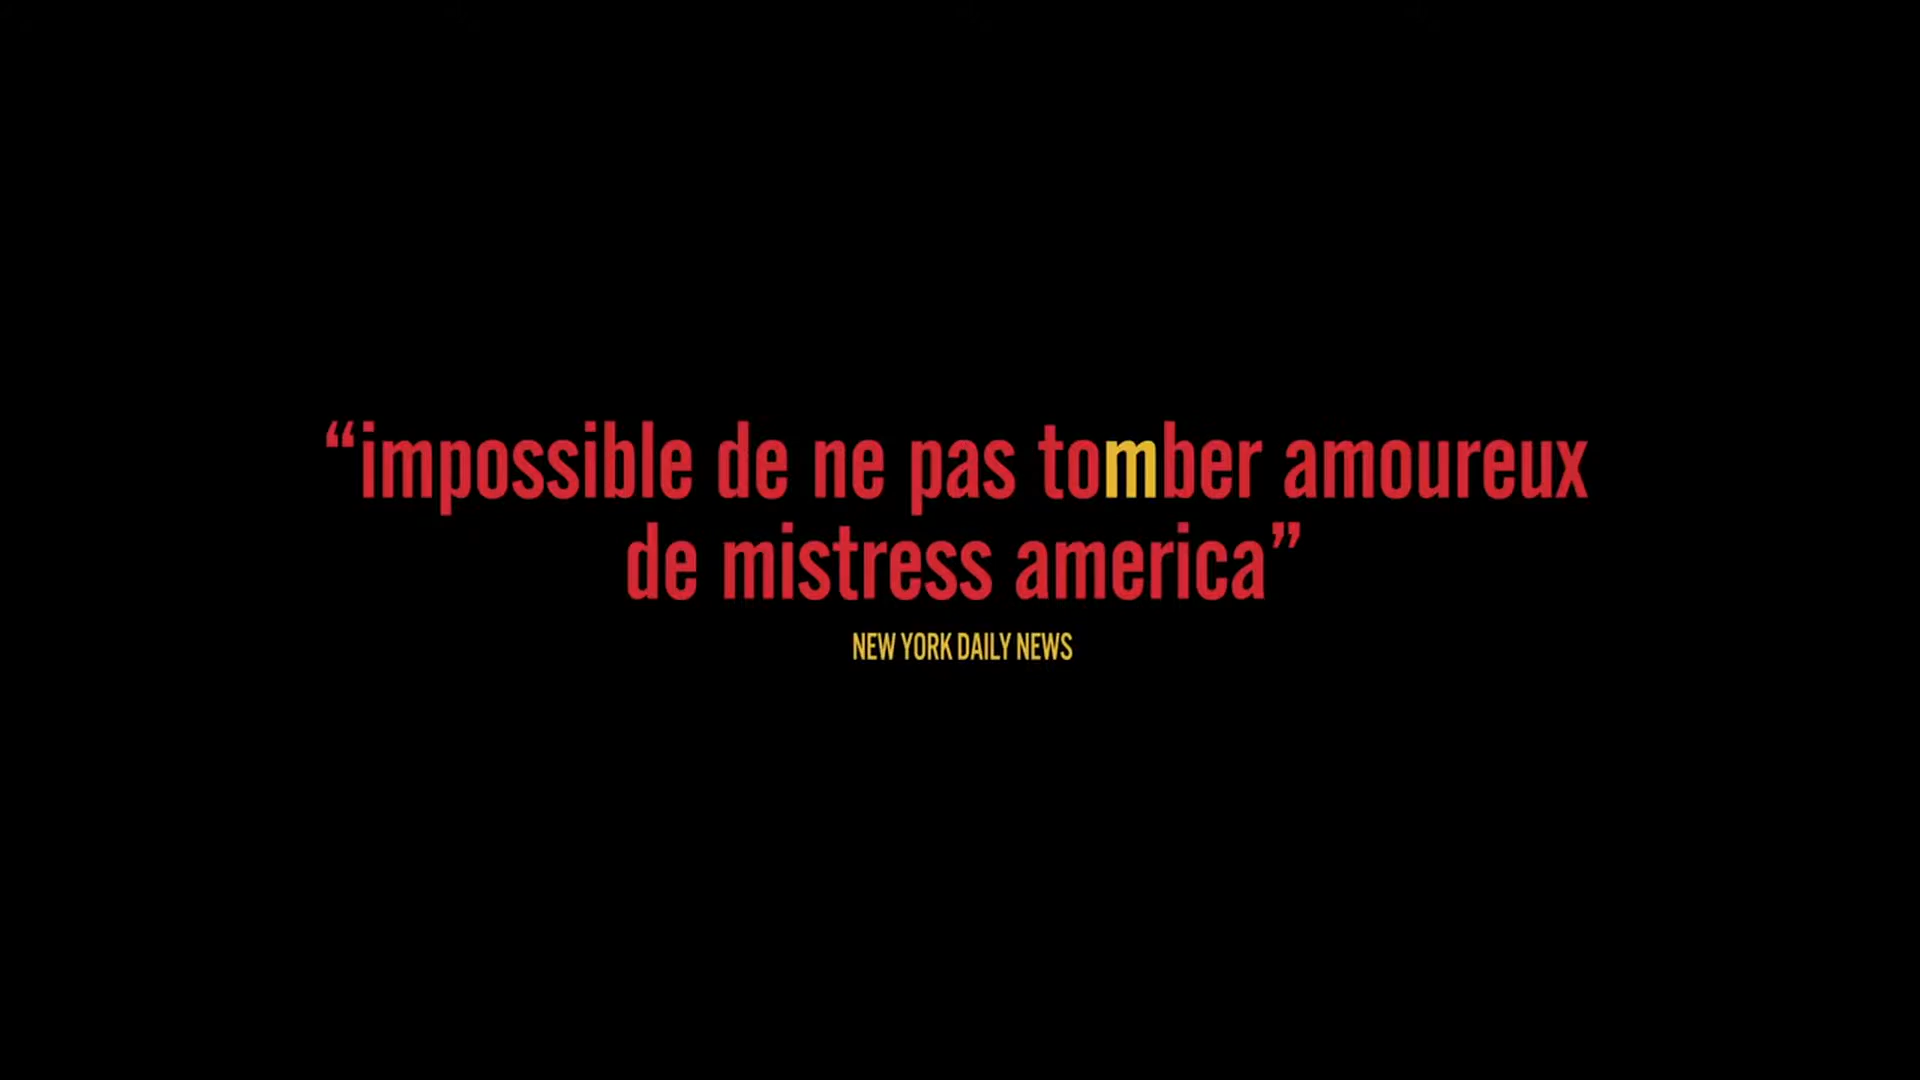 “impossible de ne pas tomber amoureux
de mistress america”
NEW YORK DAILY NEWS